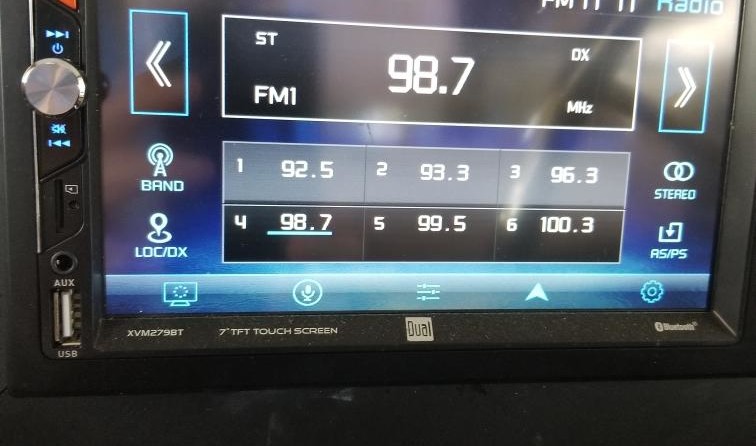 Radio
ST
98.7
DX
FM1
MHz
BAND
1 92.5
2 93.3
3 96.3
STEREO
4 98.7
5 99.5
6 100.3
LOC/DX
AS/PS
AUX
XVM279BT
7" TFT TOUCH SCREEN
Dual
Bluetooth
USB